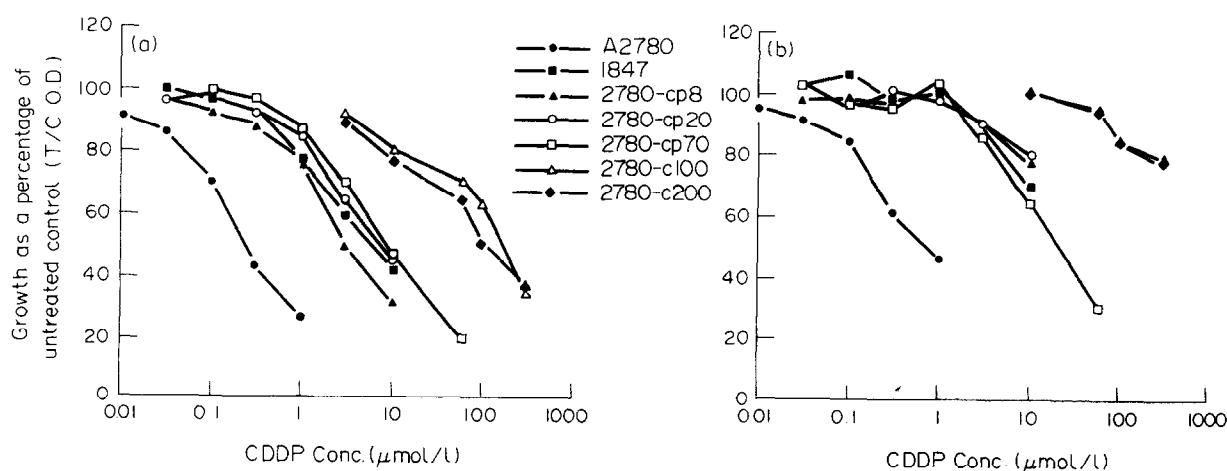 Growth as a percentage of
untreated control (T/C O.D.)
(a)
120
100
80
60
40
20
0
0.01 0.1 1 10 100 1000
CDDP Conc.(μmol/l)
A2780
1847
2780-cp8
2780-cp20
2780-cp70
2780-c100
2780-c200
(b)
120
100
80
60
40
20
0
0.01 0.1 1 10 100 1000
CDDP Conc.(μmol/l)